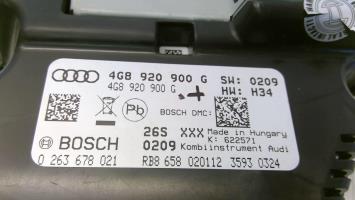 4G8 920 900 G SW: 0209
4G8 920 900 G HW: H34
Pb BOSCH DMC:
26S XXX Made in Hungary
K: 622571
BOSCH 0209 Kombiinstrument Audi
0 263 678 021 RB8 658 020112 3593 0324